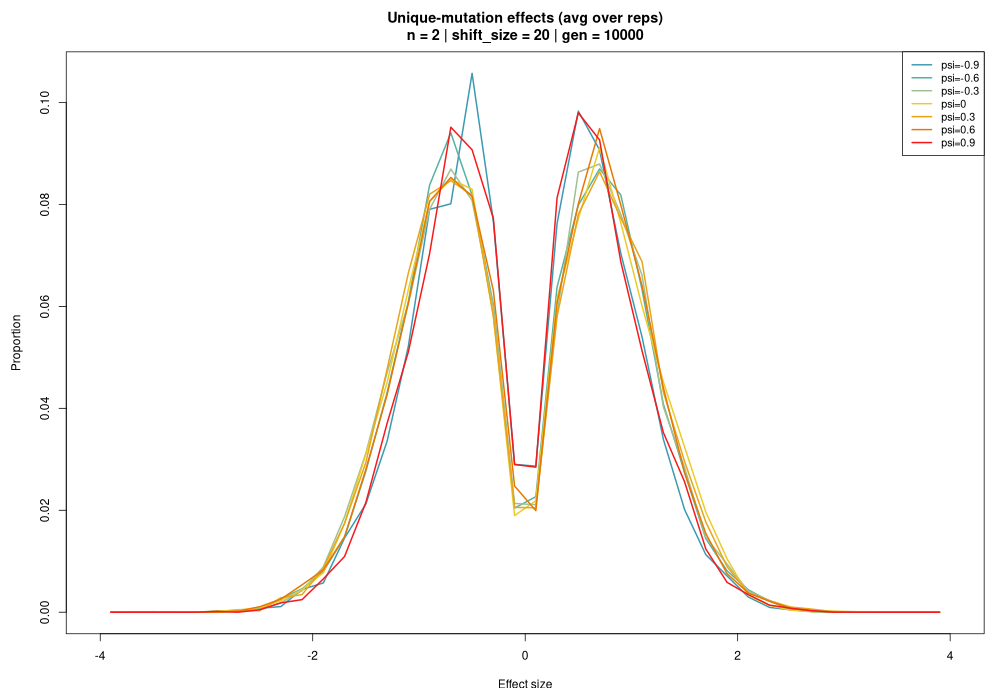 Unique-mutation effects (avg over reps)
n = 2 | shift_size = 20 | gen = 10000
psi=-0.9
psi=-0.6
psi=-0.3
psi=0
psi=0.3
psi=0.6
psi=0.9
Proportion
0.10
0.08
0.06
0.04
0.02
0.00
-4 -2 0 2 4
Effect size